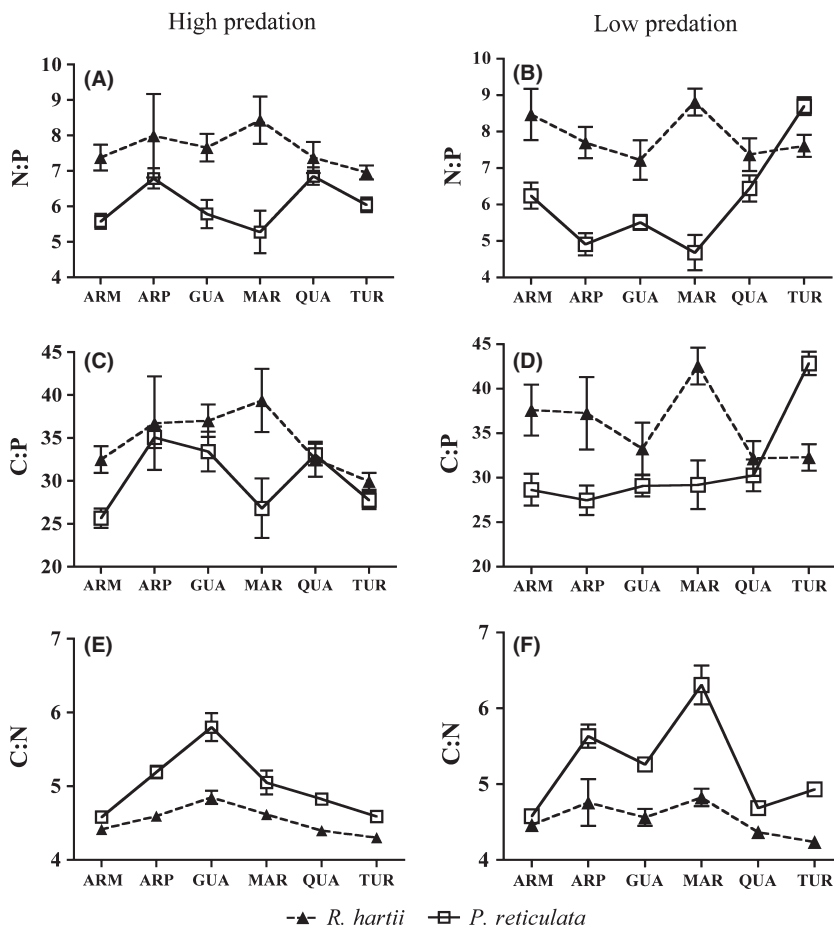 High predation
Low predation
(A)
N:P
10
9
8
7
6
5
4
ARM ARP GUA MAR QUA TUR
(B)
N:P
10
9
8
7
6
5
4
ARM ARP GUA MAR QUA TUR
(C)
C:P
45
40
35
30
25
20
ARM ARP GUA MAR QUA TUR
(D)
C:P
45
40
35
30
25
20
ARM ARP GUA MAR QUA TUR
(E)
C:N
7
6
5
4
ARM ARP GUA MAR QUA TUR
(F)
C:N
7
6
5
4
ARM ARP GUA MAR QUA TUR
R. hartii P. reticulata